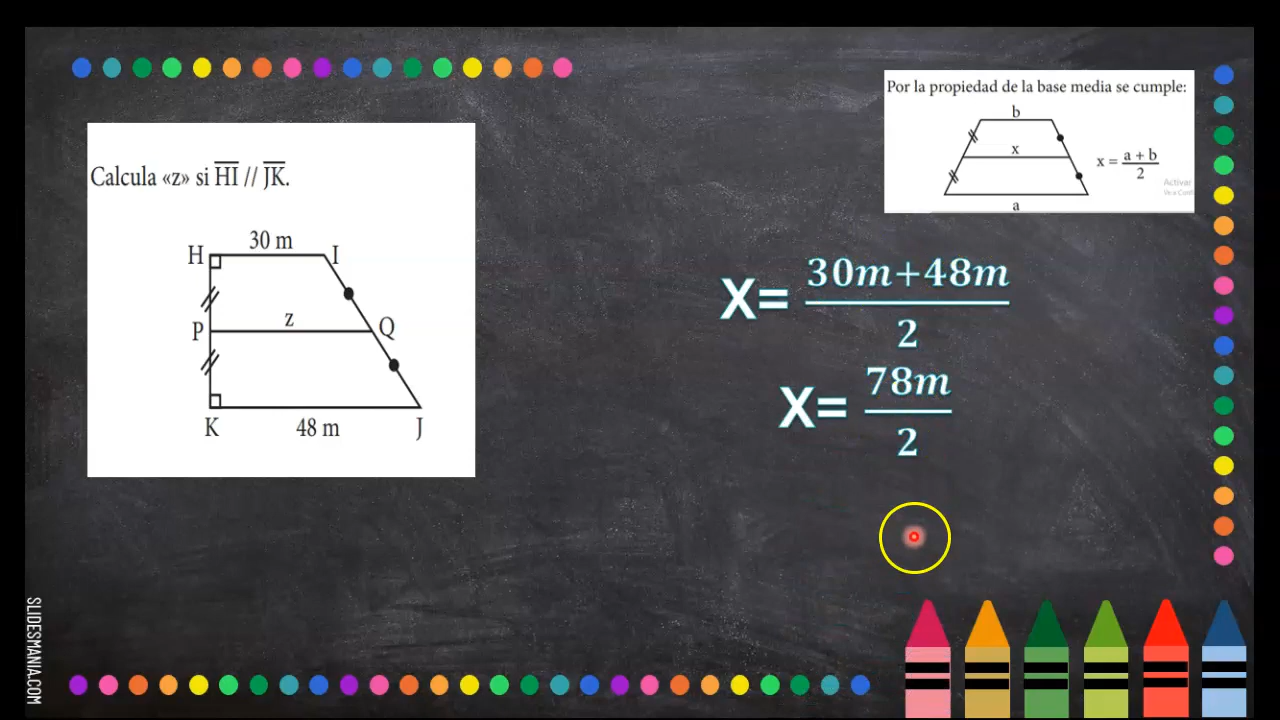 Calcula «z» si HI // JK.
H
30 m
I
P
z
Q
K
48 m
J
Por la propiedad de la base media se cumple:
b
x
x = a + b
2
a
Activar
X= 30m+48m
2
X= 78m
2
SLIDESMANIA.COM